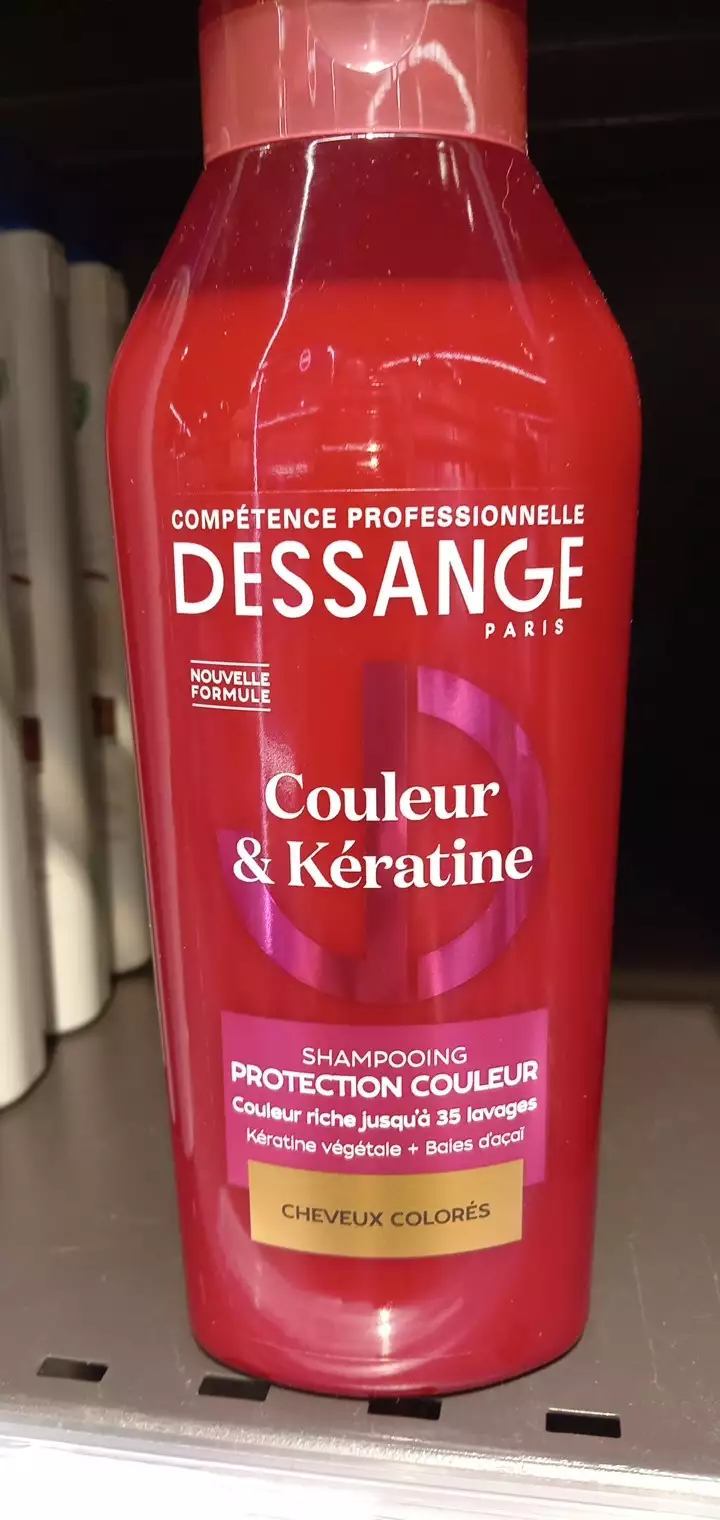 COMPÉTENCE PROFESSIONNELLE
DESSANGE
PARIS
NOUVELLE
FORMULE
Couleur
& Kératine
SHAMPOOING
PROTECTION COULEUR
Couleur riche jusqu'à 35 lavages
Kératine végétale + Baies d'açaï
CHEVEUX COLORÉS